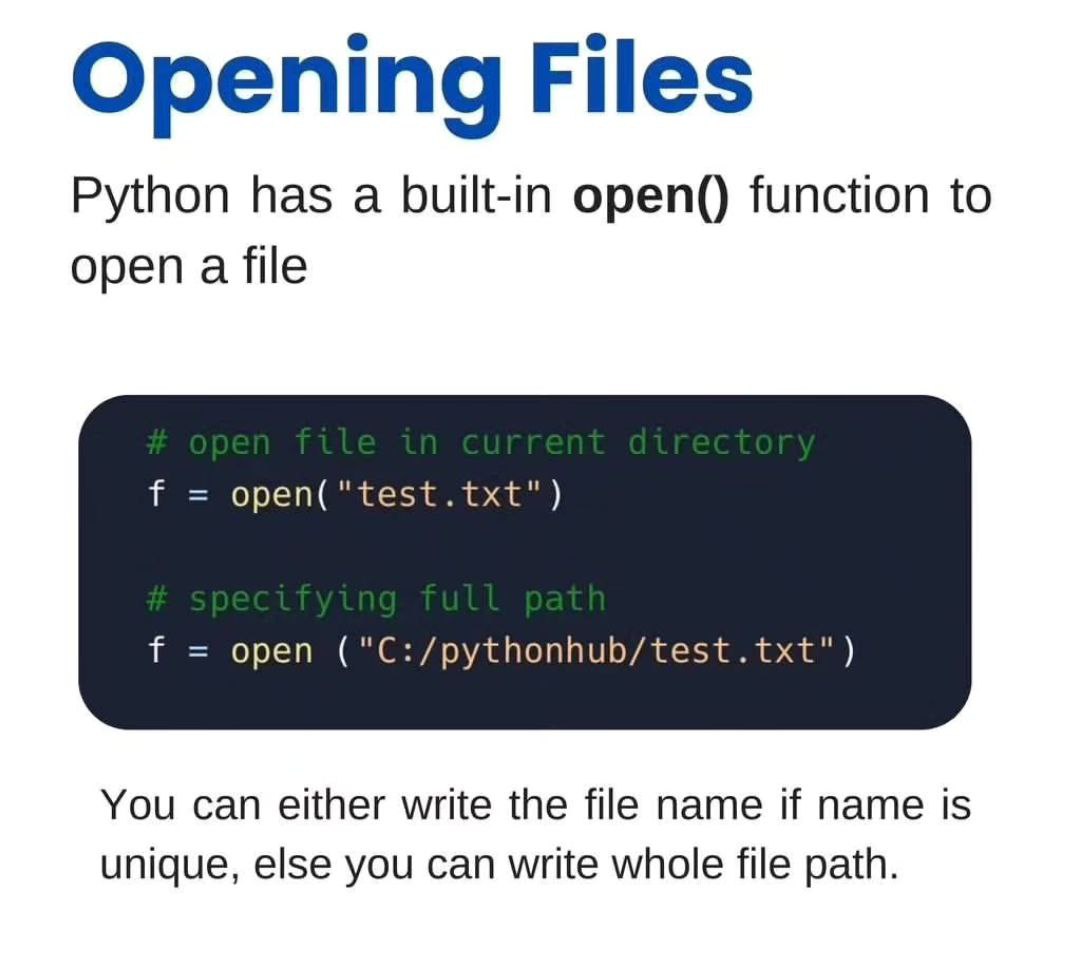 Opening Files
Python has a built-in open() function to
open a file
# open file in current directory
f = open("test.txt")
# specifying full path
f = open ("C:/pythonhub/test.txt")
You can either write the file name if name is
unique, else you can write whole file path.